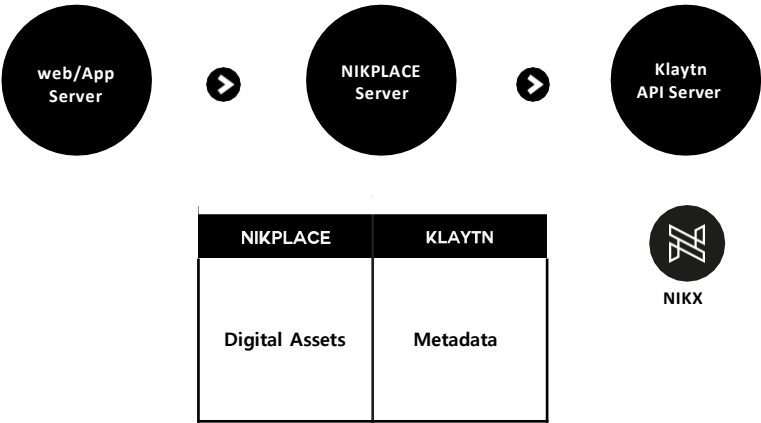 web/App
Server
NIKPLACE
Server
Klaytn
API Server
NIKPLACE
KLAYTN
Digital Assets
Metadata
NIKX